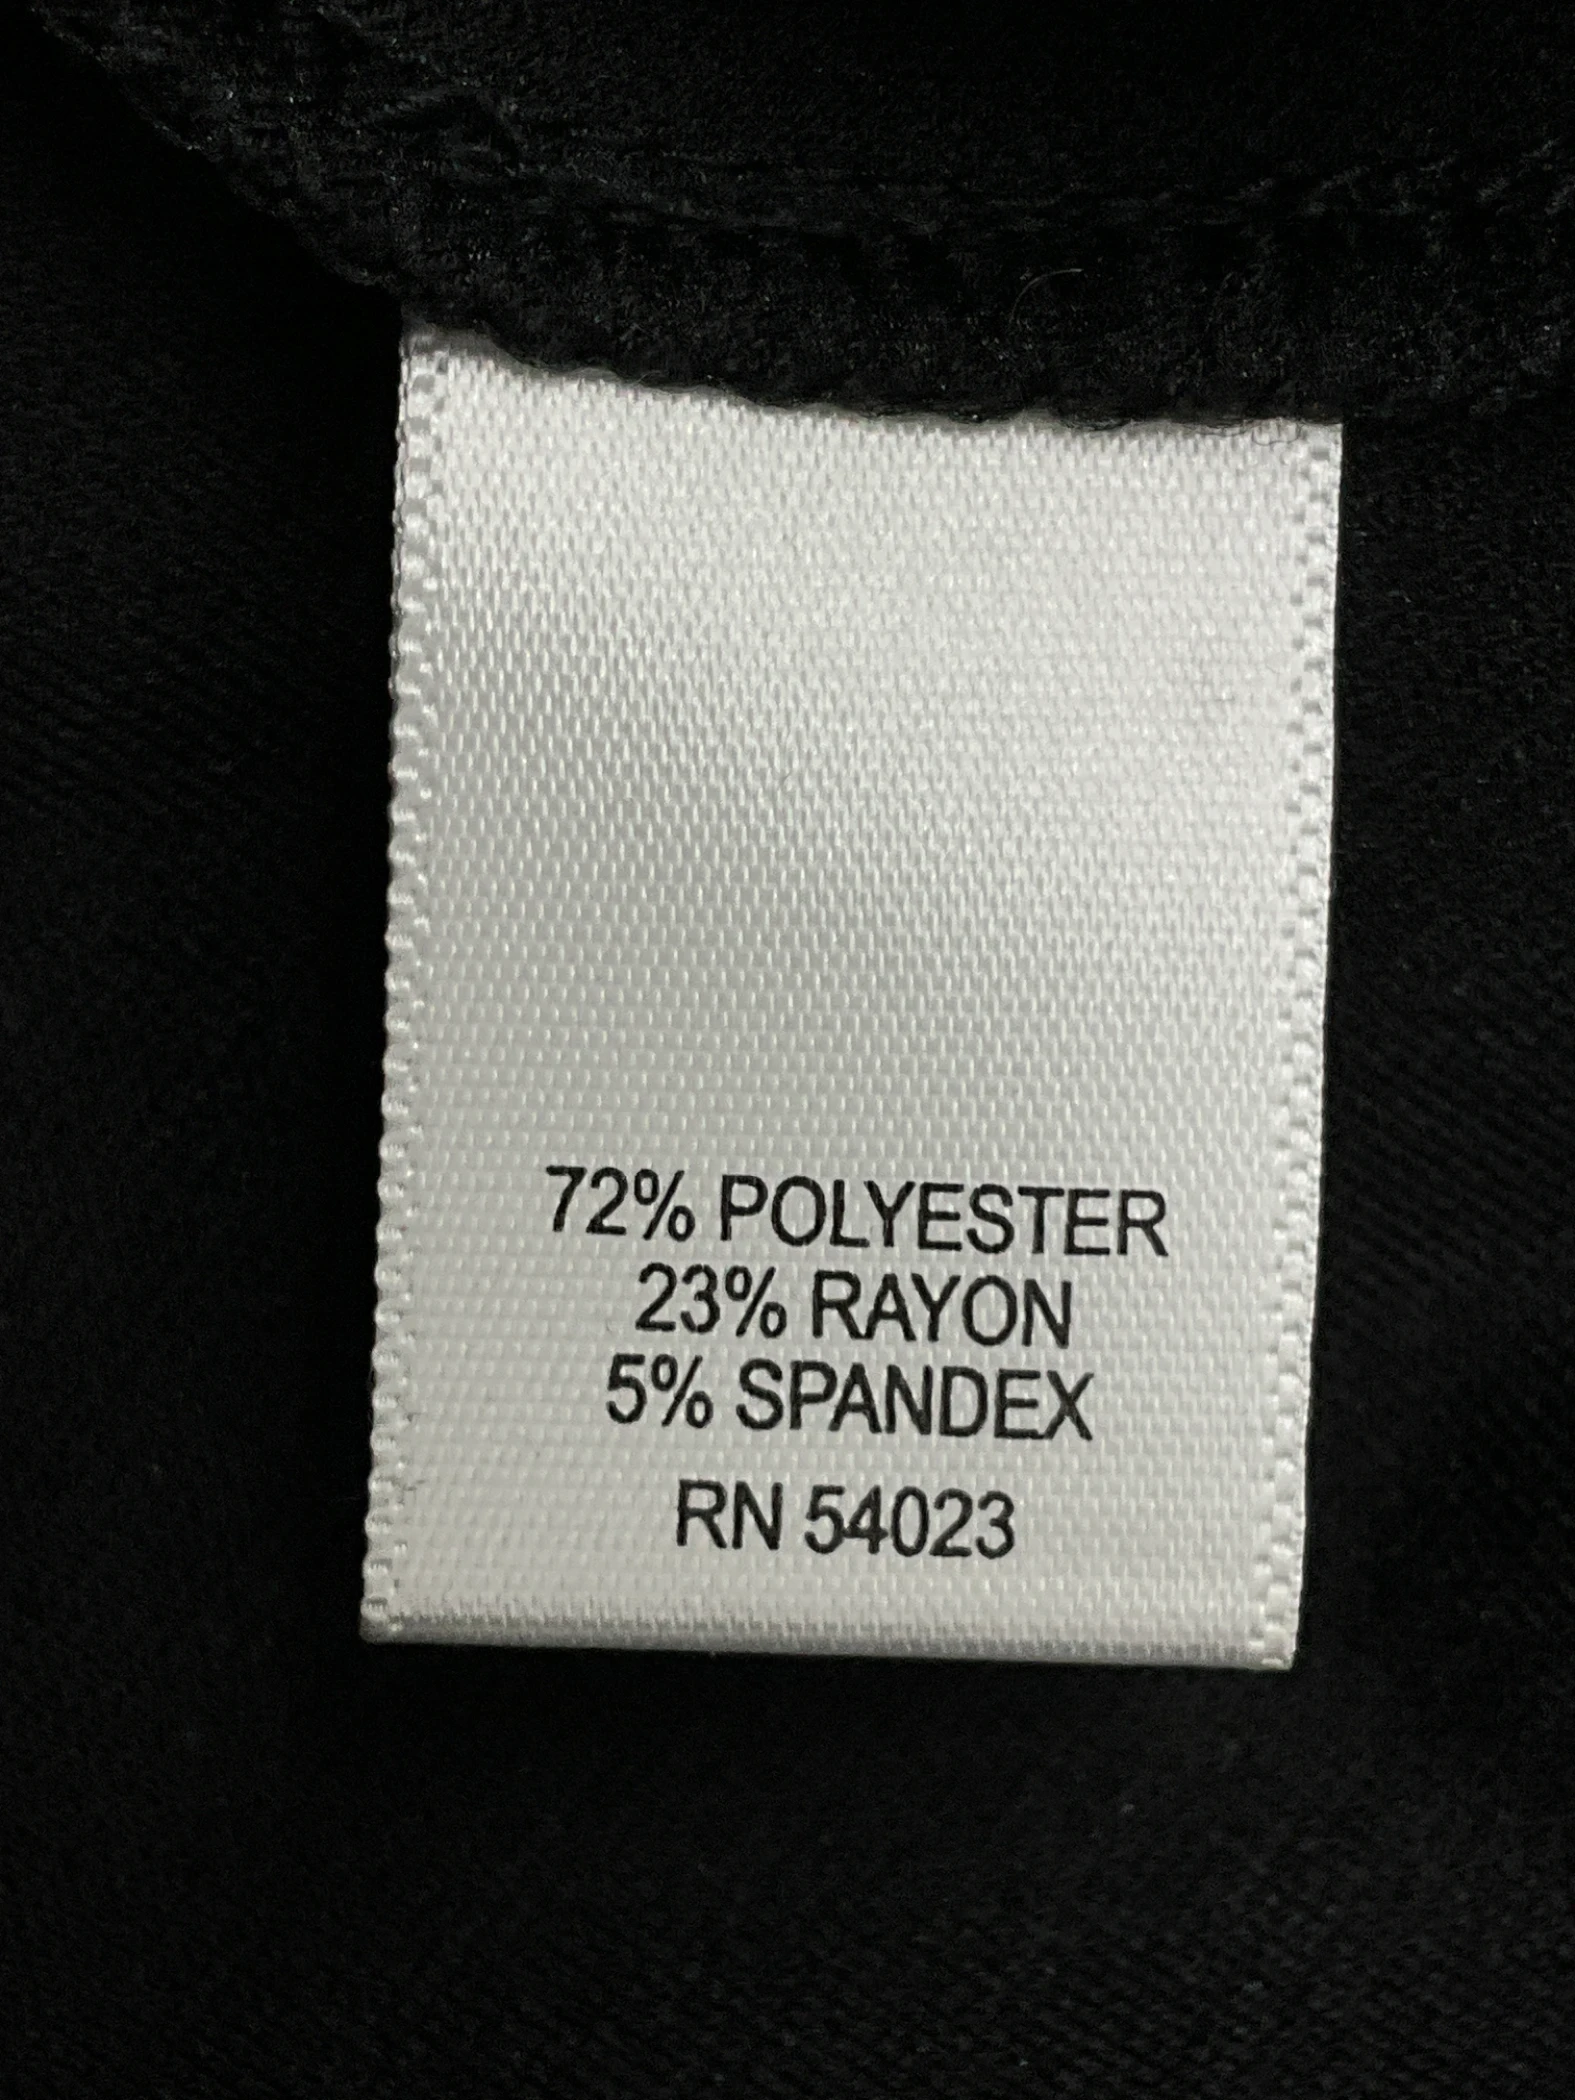 72% POLYESTER
23% RAYON
5% SPANDEX
RN 54023